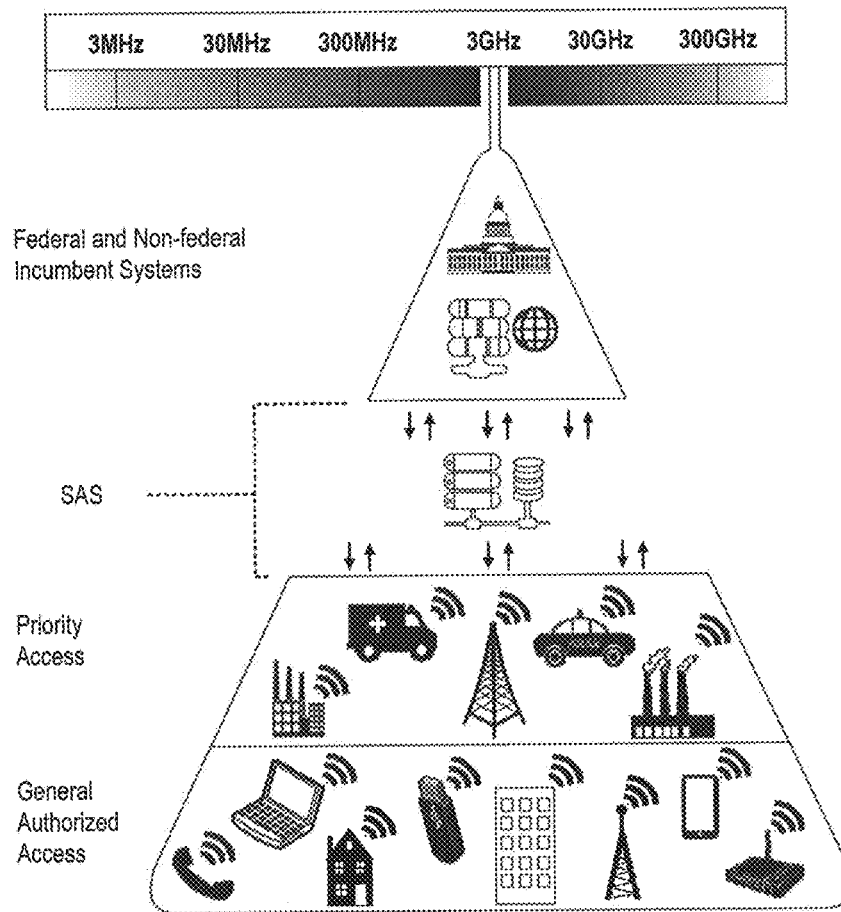 3MHz 30MHz 300MHz 3GHz 30GHz 300GHz
Federal and Non-federal
Incumbent Systems
SAS
Priority
Access
General
Authorized
Access